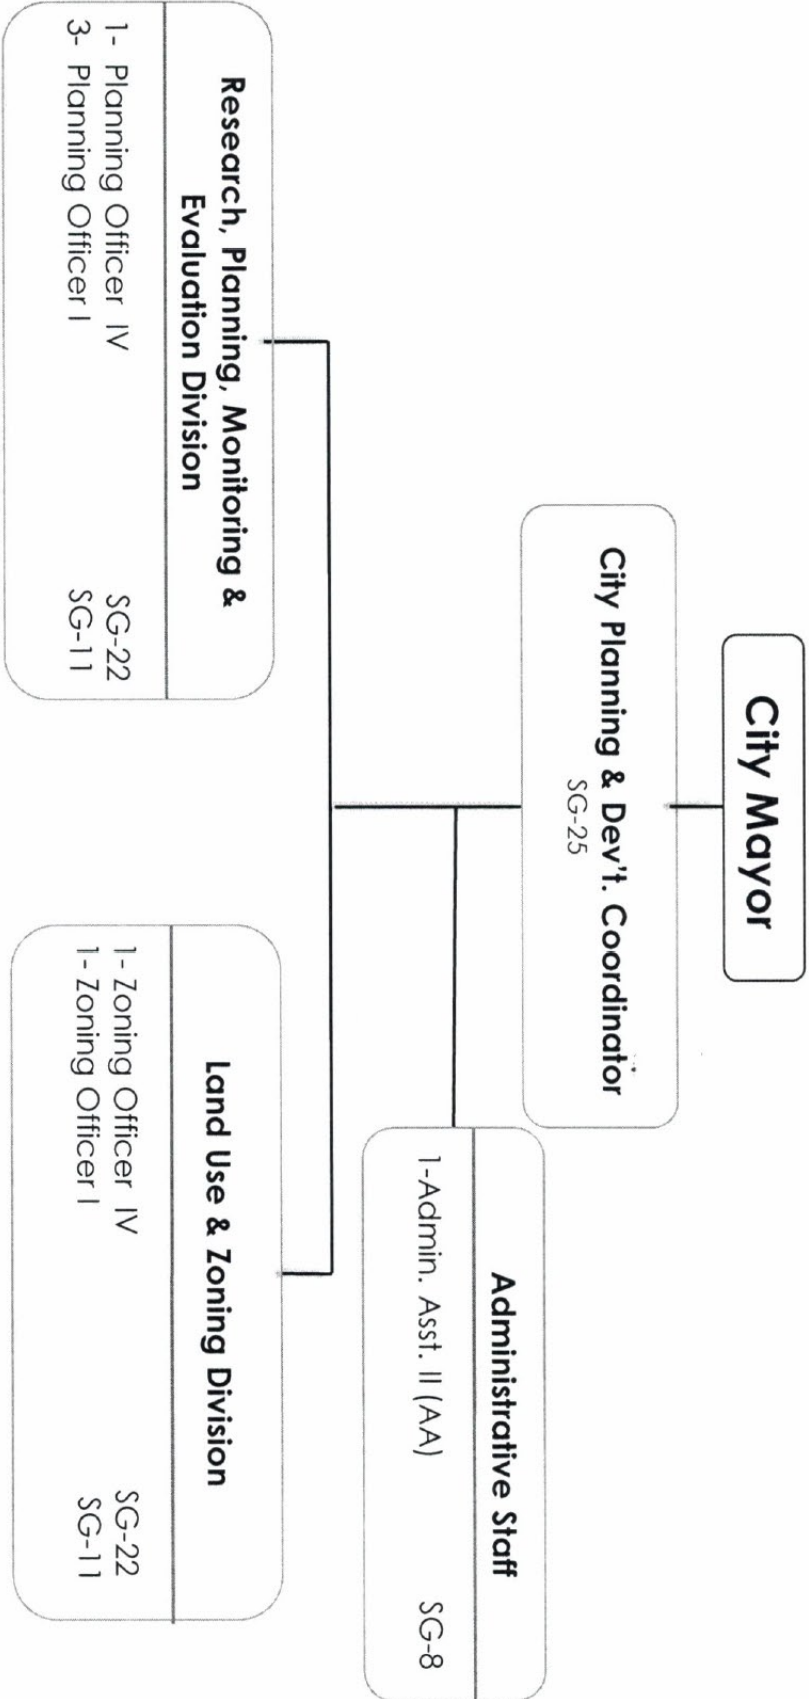 City Mayor
City Planning & Dev't. Coordinator
SG-25
Administrative Staff
1-Admin. Asst. II (AA) SG-8
Research, Planning, Monitoring &
Evaluation Division
1- Planning Officer IV SG-22
3- Planning Officer I SG-11
Land Use & Zoning Division
1- Zoning Officer IV SG-22
1- Zoning Officer I SG-11